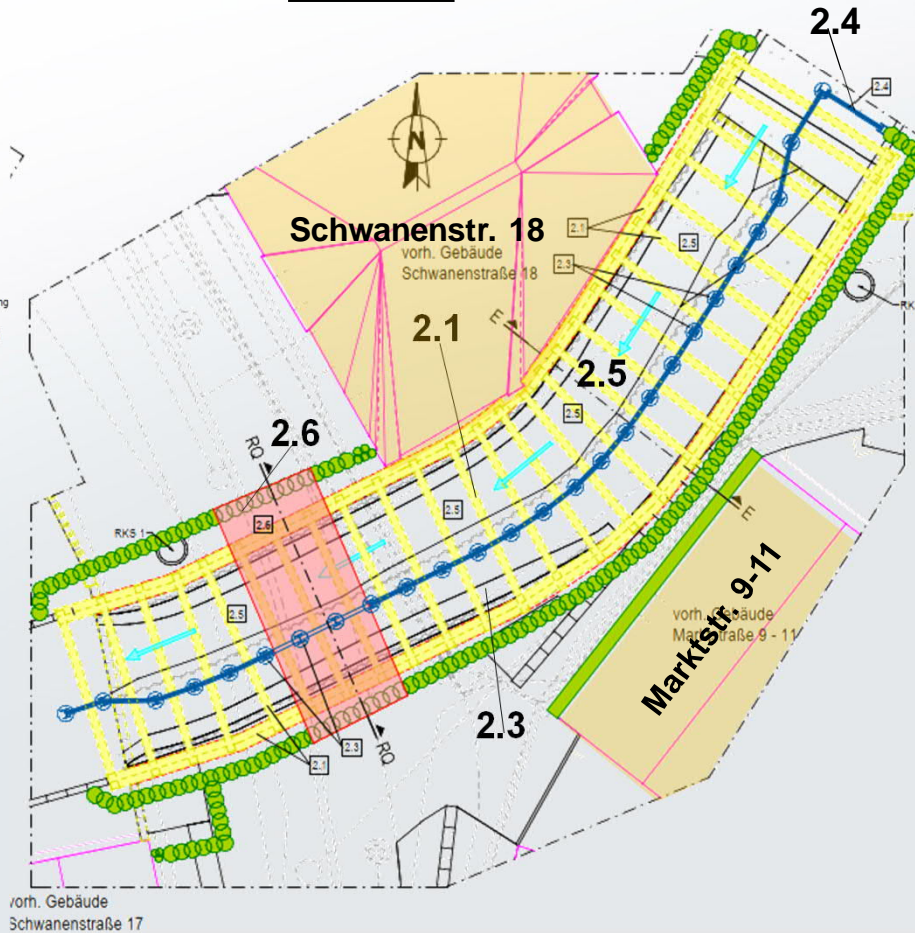 2.4
2.4
N
Schwanenstr. 18
vorh. Gebäude
Schwanenstraße 18
2.1
2.5
2.3
E
2.1
2.5
2.5
2.6
RQ
2.5
2.6
RKS 1
E
2.5
Marktstr. 9-11
vorh. Gebäude
Marktstraße 9 - 11
2.3
2.3
RQ
2.1
vorh. Gebäude
Schwanenstraße 17